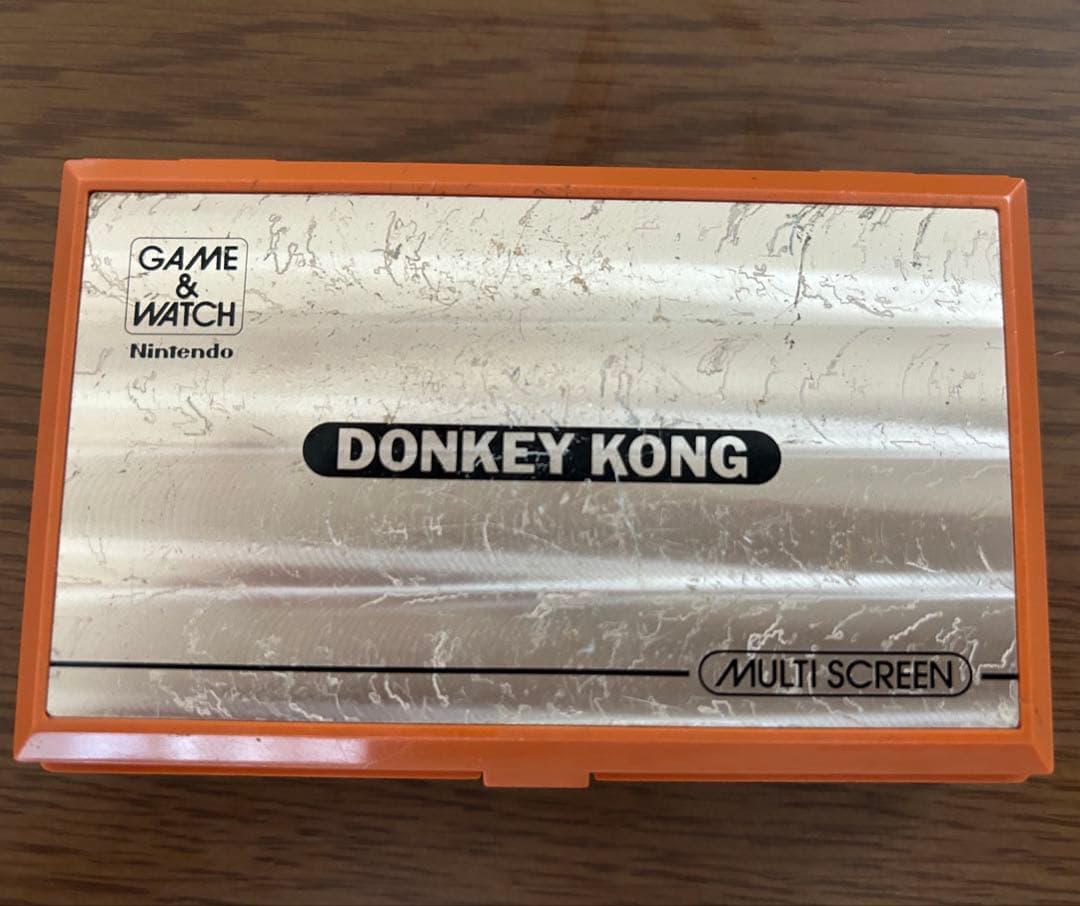 GAME
&
WATCH
Nintendo
DONKEY KONG
MULTI SCREEN